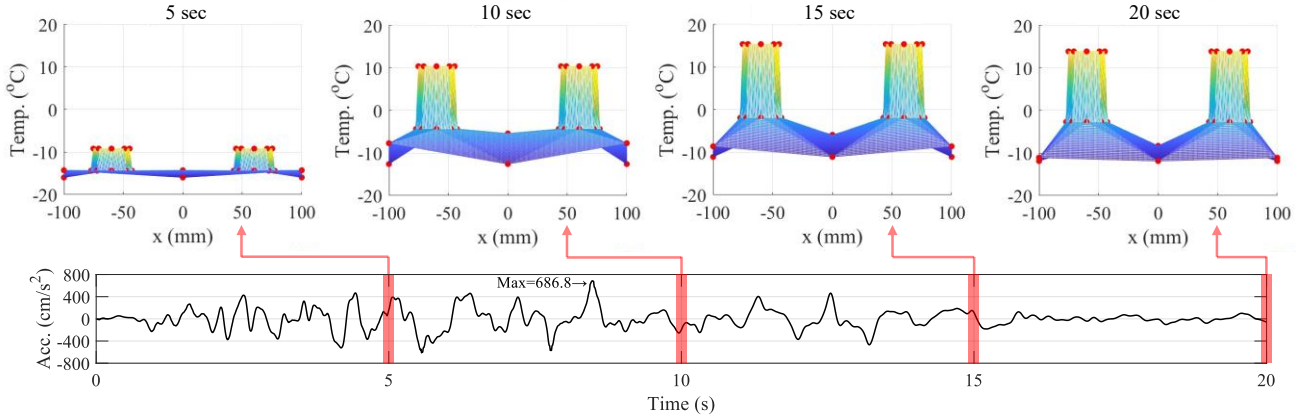 5 sec
10 sec
15 sec
20 sec
20
10
0
-10
-20
Temp. (°C)
-100 -50 0 50 100
x (mm)
20
10
0
-10
-20
Temp. (°C)
-100 -50 0 50 100
x (mm)
20
10
0
-10
-20
Temp. (°C)
-100 -50 0 50 100
x (mm)
20
10
0
-10
-20
Temp. (°C)
-100 -50 0 50 100
x (mm)
800
400
0
-400
-800
Acc. (cm/s²)
Max=686.8→
0 5 10 15 20
Time (s)